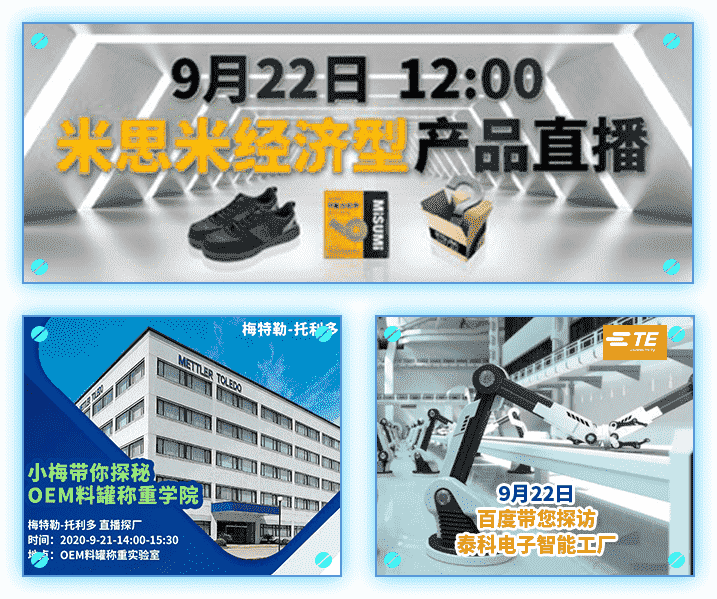 9月22日 12:00
米思米经济型产品直播
MiSUMi
梅特勒-托利多
METTLER TOLEDO
METTLER TOLEDO
小梅带你探秘
OEM料罐称重学院
梅特勒-托利多 直播探厂
时间：2020-9-21-14:00-15:30
地点：OEM料罐称重实验室
TE
9月22日
百度带您探访
泰科电子智能工厂